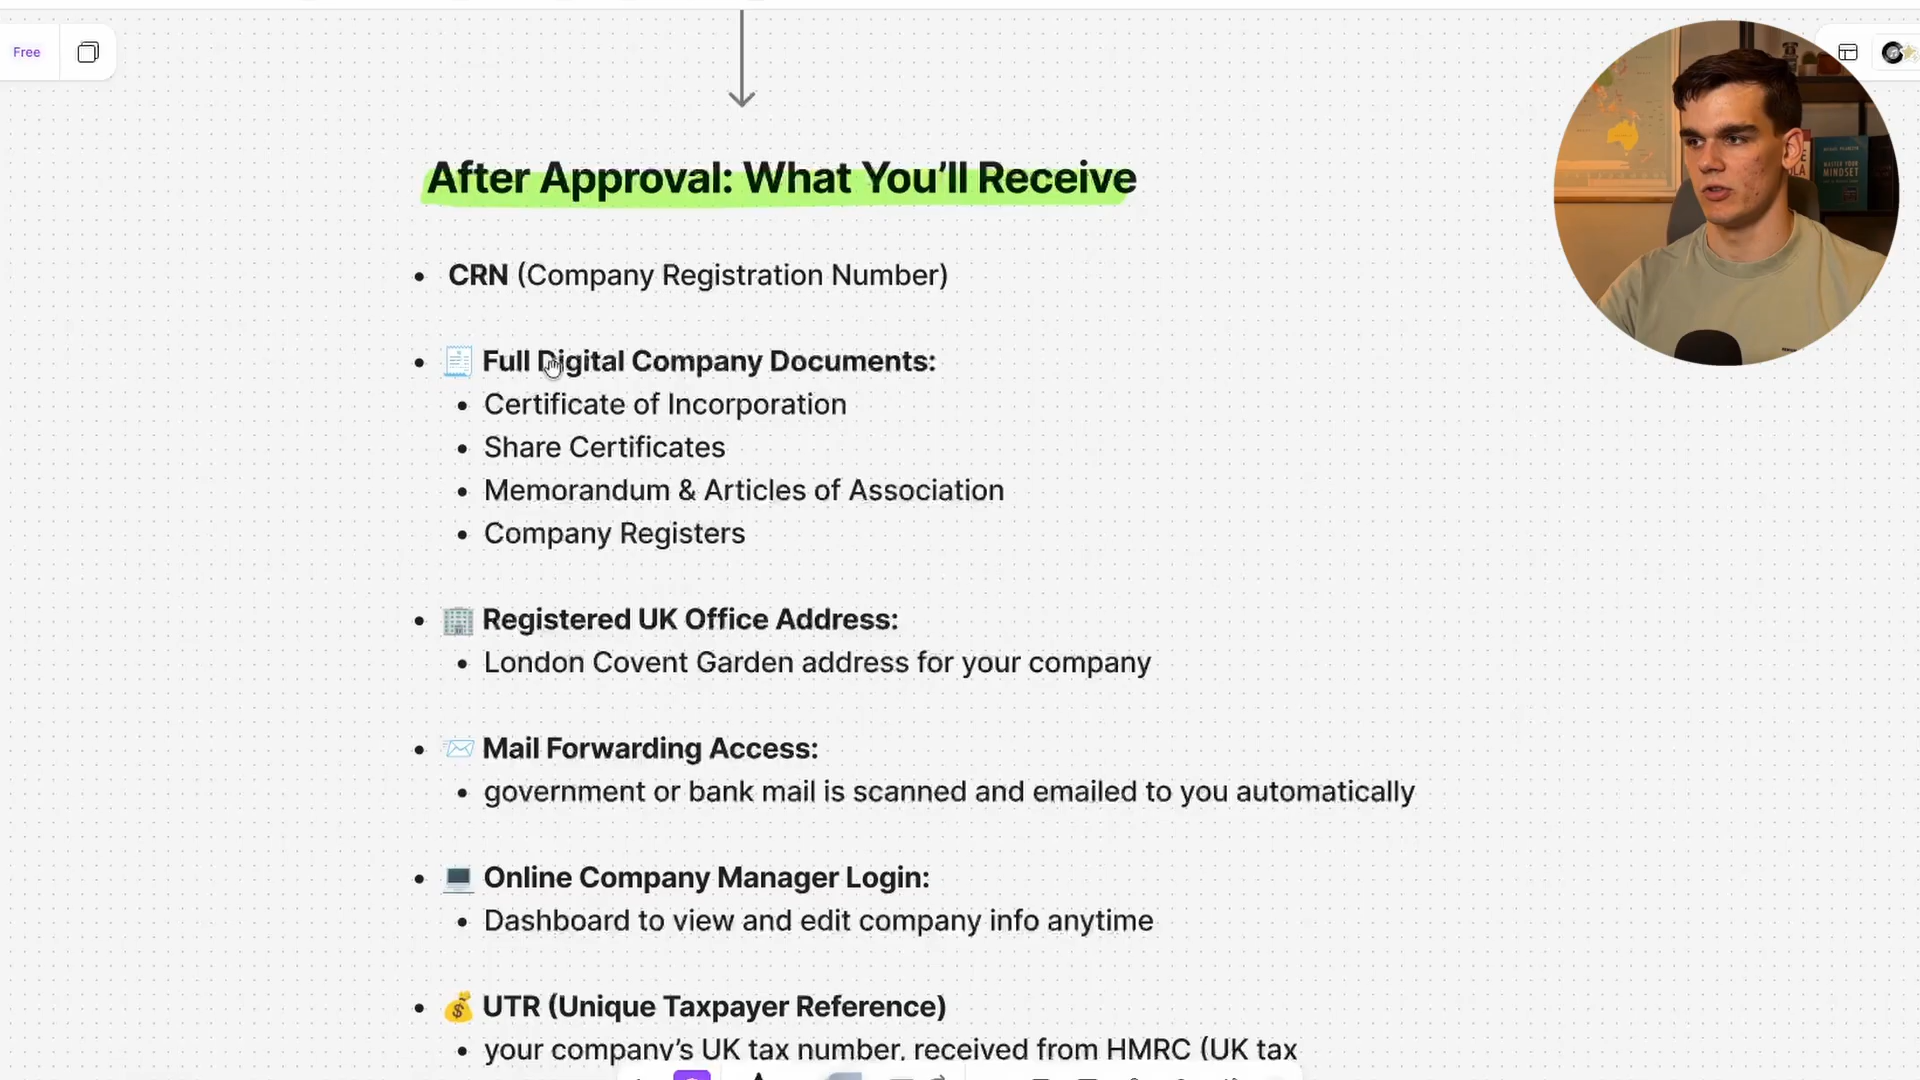 Free
After Approval: What You'll Receive
CRN (Company Registration Number)
Full Digital Company Documents:
Certificate of Incorporation
Share Certificates
Memorandum & Articles of Association
Company Registers
Registered UK Office Address:
London Covent Garden address for your company
Mail Forwarding Access:
government or bank mail is scanned and emailed to you automatically
Online Company Manager Login:
Dashboard to view and edit company info anytime
UTR (Unique Taxpayer Reference)
your company's UK tax number, received from HMRC (UK tax
MASTER YOUR
MINDSET